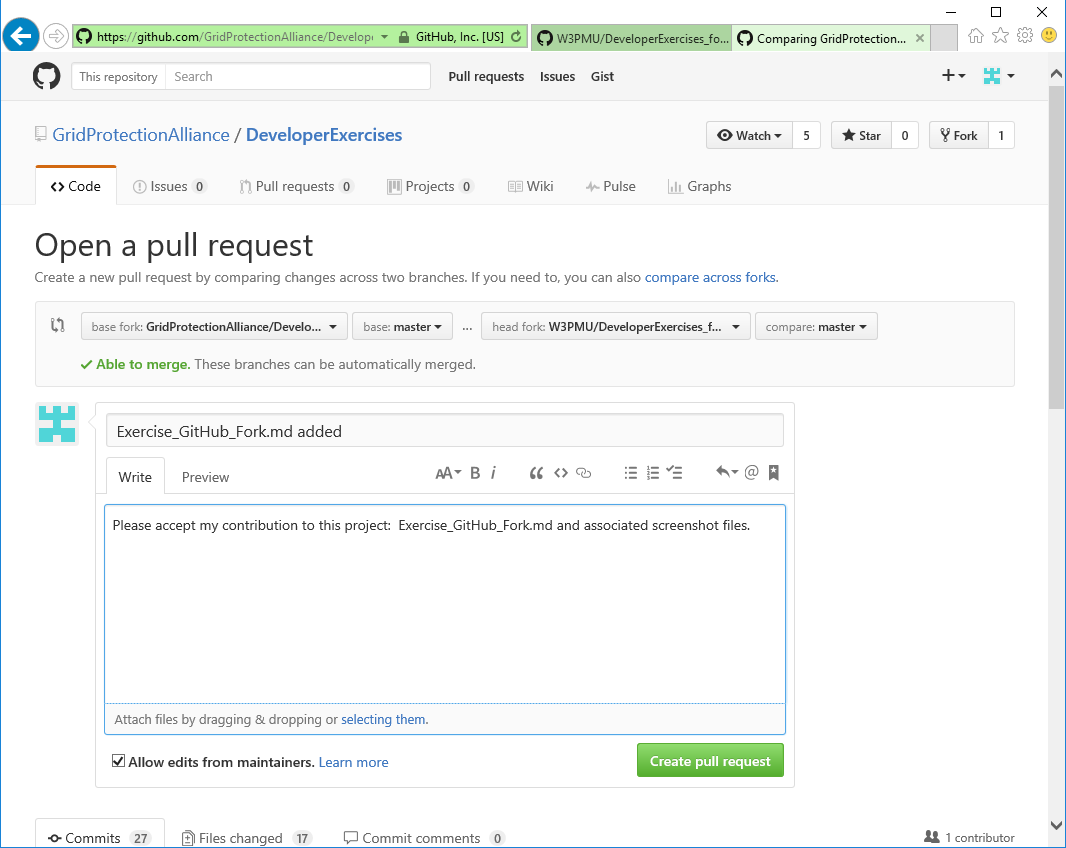 https://github.com/GridProtectionAlliance/Develop GitHub, Inc. [US] W3PMU/DeveloperExercises_fo... Comparing GridProtection...
This repository Search Pull requests Issues Gist
GridProtectionAlliance / DeveloperExercises Watch 5 Star 0 Fork 1
Code Issues 0 Pull requests 0 Projects 0 Wiki Pulse Graphs
Open a pull request
Create a new pull request by comparing changes across two branches. If you need to, you can also compare across forks.
base fork: GridProtectionAlliance/Develo... base: master ... head fork: W3PMU/DeveloperExercises_f... compare: master
Able to merge. These branches can be automatically merged.
Exercise_GitHub_Fork.md added
Write Preview AA B i
Please accept my contribution to this project:  Exercise_GitHub_Fork.md and associated screenshot files.
Attach files by dragging & dropping or selecting them.
Allow edits from maintainers. Learn more Create pull request
Commits 27 Files changed 17 Commit comments 0 1 contributor